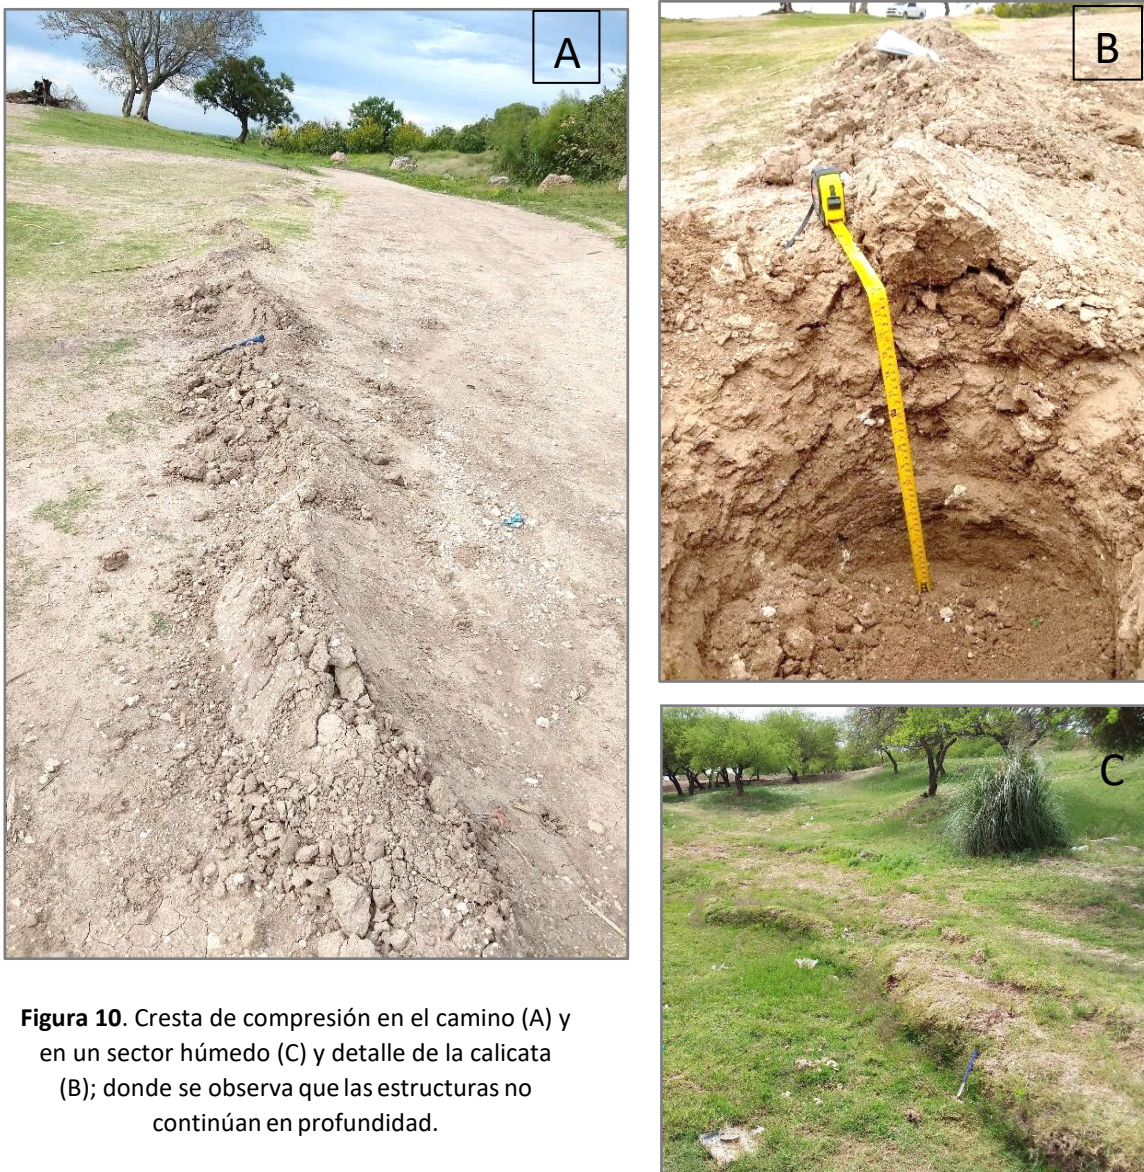 A
B
C
Figura 10. Cresta de compresión en el camino (A) y
en un sector húmedo (C) y detalle de la calicata
(B); donde se observa que las estructuras no
continúan en profundidad.